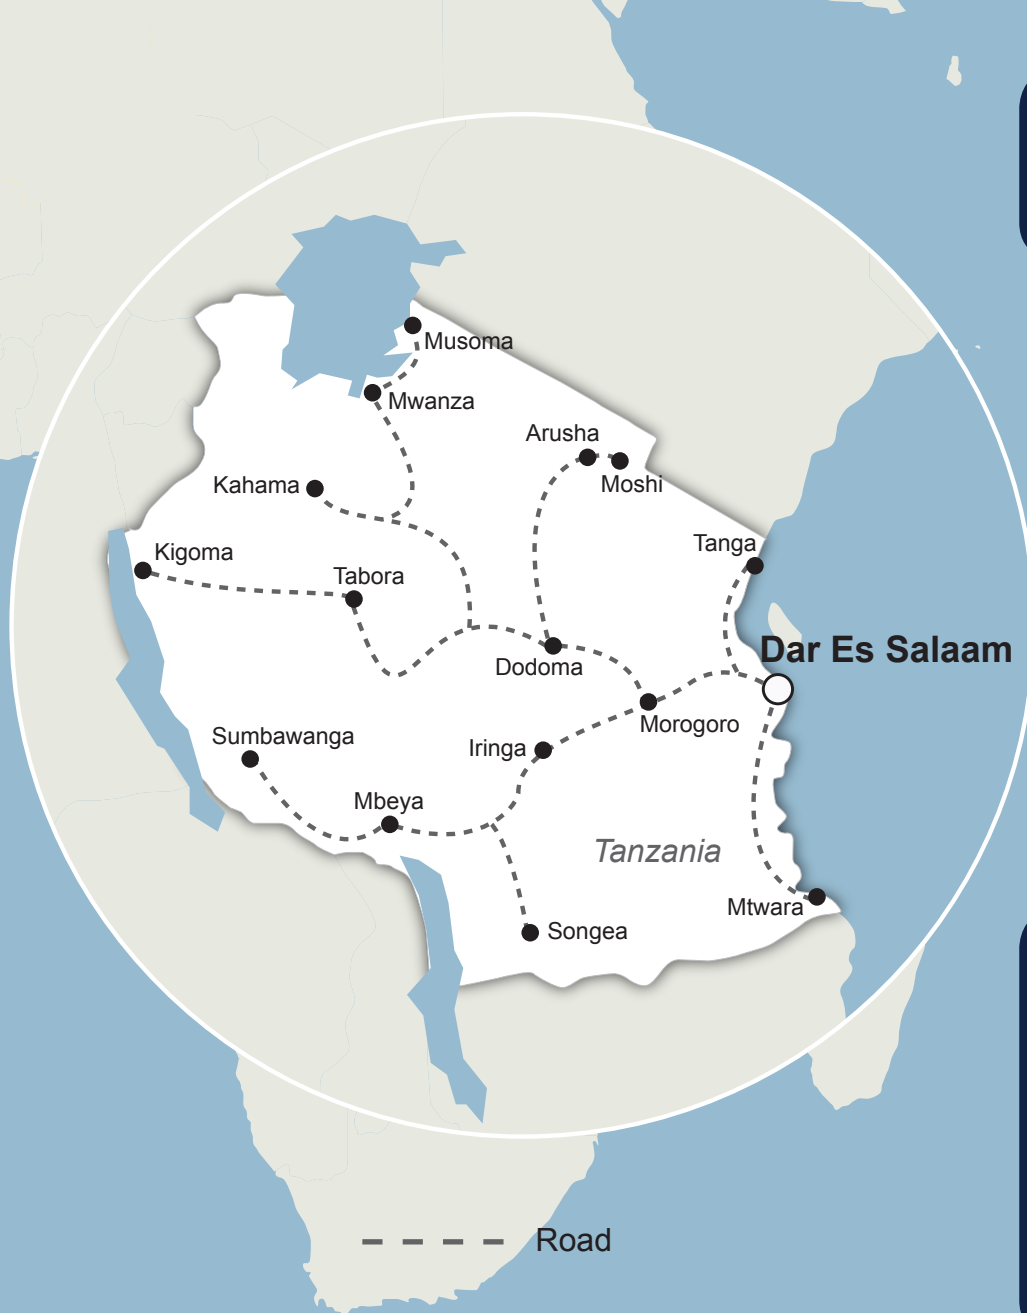 Musoma
Mwanza
Arusha
Moshi
Kahama
Tanga
Kigoma
Tabora
Dar Es Salaam
Dodoma
Morogoro
Sumbawanga
Iringa
Mbeya
Tanzania
Mtwara
Songea
Road